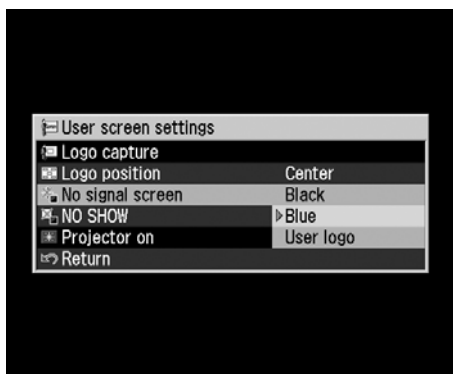 User screen settings
Logo capture
Logo position Center
No signal screen Black
NO SHOW Blue
Projector on User logo
Return